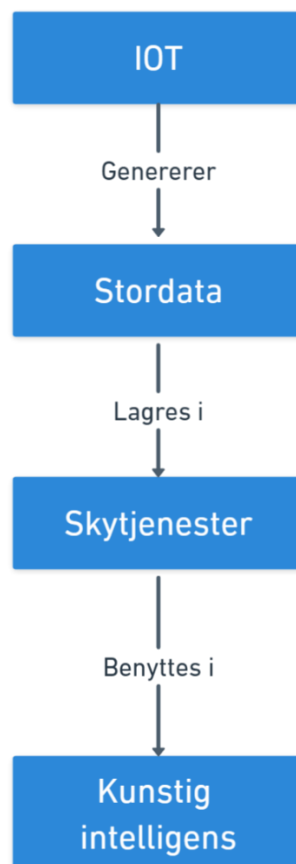 IOT
Genererer
Stordata
Lagres i
Skytjenester
Benyttes i
Kunstig
intelligens